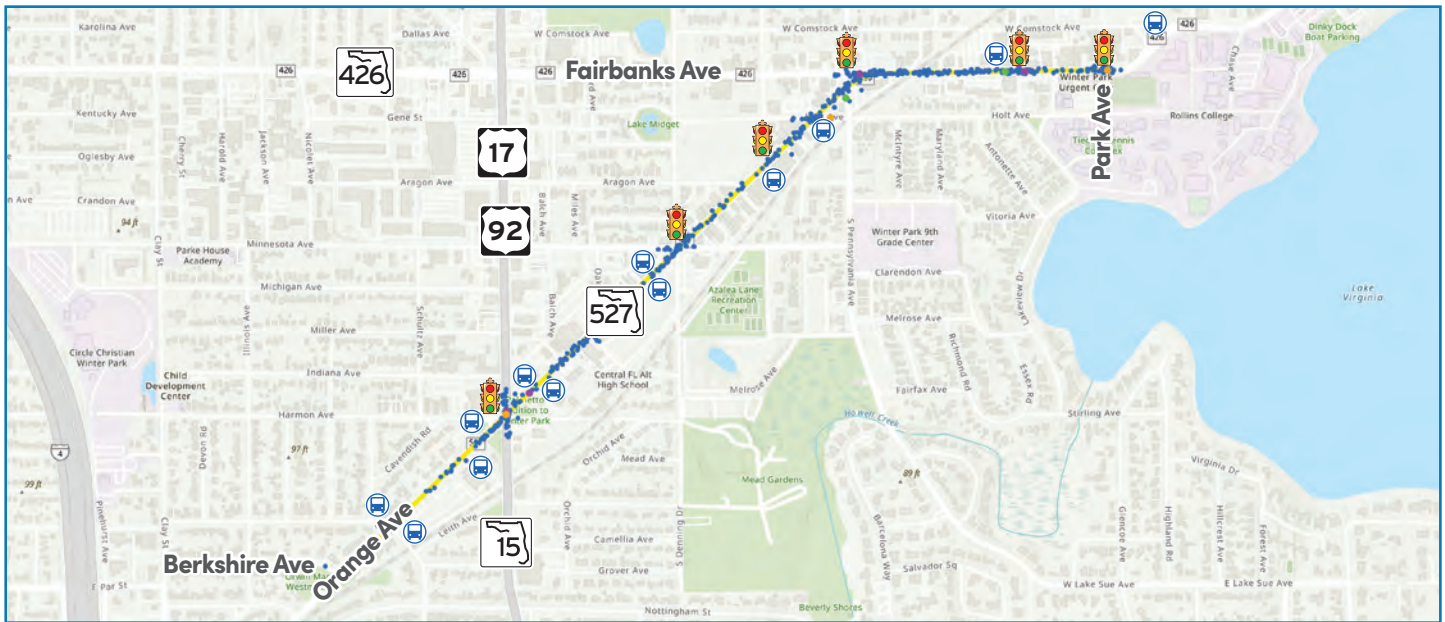 Karolina Ave
Dallas Ave
W Comstock Ave
W Comstock Ave
W Comstock Ave
426
426
Dinky Dock
Boat Parking
426
426
426
426
Fairbanks Ave
426
Chase Ave
Winter Park
Urgent
Park Ave
Kentucky Ave
Gene St
Lake Midget
Holt Ave
Rollins College
Cherry St
Harold Ave
Jackson Ave
Nicolet Ave
17
McIntyre Ave
Maryland Ave
Antonette Ave
Oglesby Ave
Aragon Ave
Aragon Ave
n Ave
Crandon Ave
Balch Ave
Miles Ave
S Pennsylvania Ave
Vitoria Ave
94 ft
92
Clay St
Parke House
Academy
Minnesota Ave
Winter Park 9th
Grade Center
Michigan Ave
Clarendon Ave
Lakeview Dr
Azalea Lane
Recreation
Center
Lake
Virginia
527
Balch Ave
Illinois Ave
Schultz Ave
Miller Ave
Melrose Ave
Richmond Rd
Circle Christian
Winter Park
Child
Development
Center
Indiana Ave
Central FL Alt
High School
Melrose Ave
Fairfax Ave
Essex Rd
Harmon Ave
Stirling Ave
Howell Creek
4
Devon Rd
97 ft
Cavendish Rd
Orchid Ave
Mead Ave
Mead Gardens
89 ft
Virginia Dr
99 ft
Pinehurst Ave
Clay St
Leith Ave
15
Orchid Ave
Camellia Ave
S Denning Dr
Barcelona Way
Glencoe Ave
Highland Rd
Hillcrest Ave
Forest Ave
Berkshire Ave
Orange Ave
E Par St
Grover Ave
Salvador Sq
W Lake Sue Ave
E Lake Sue Ave
Nottingham St
Beverly Shores